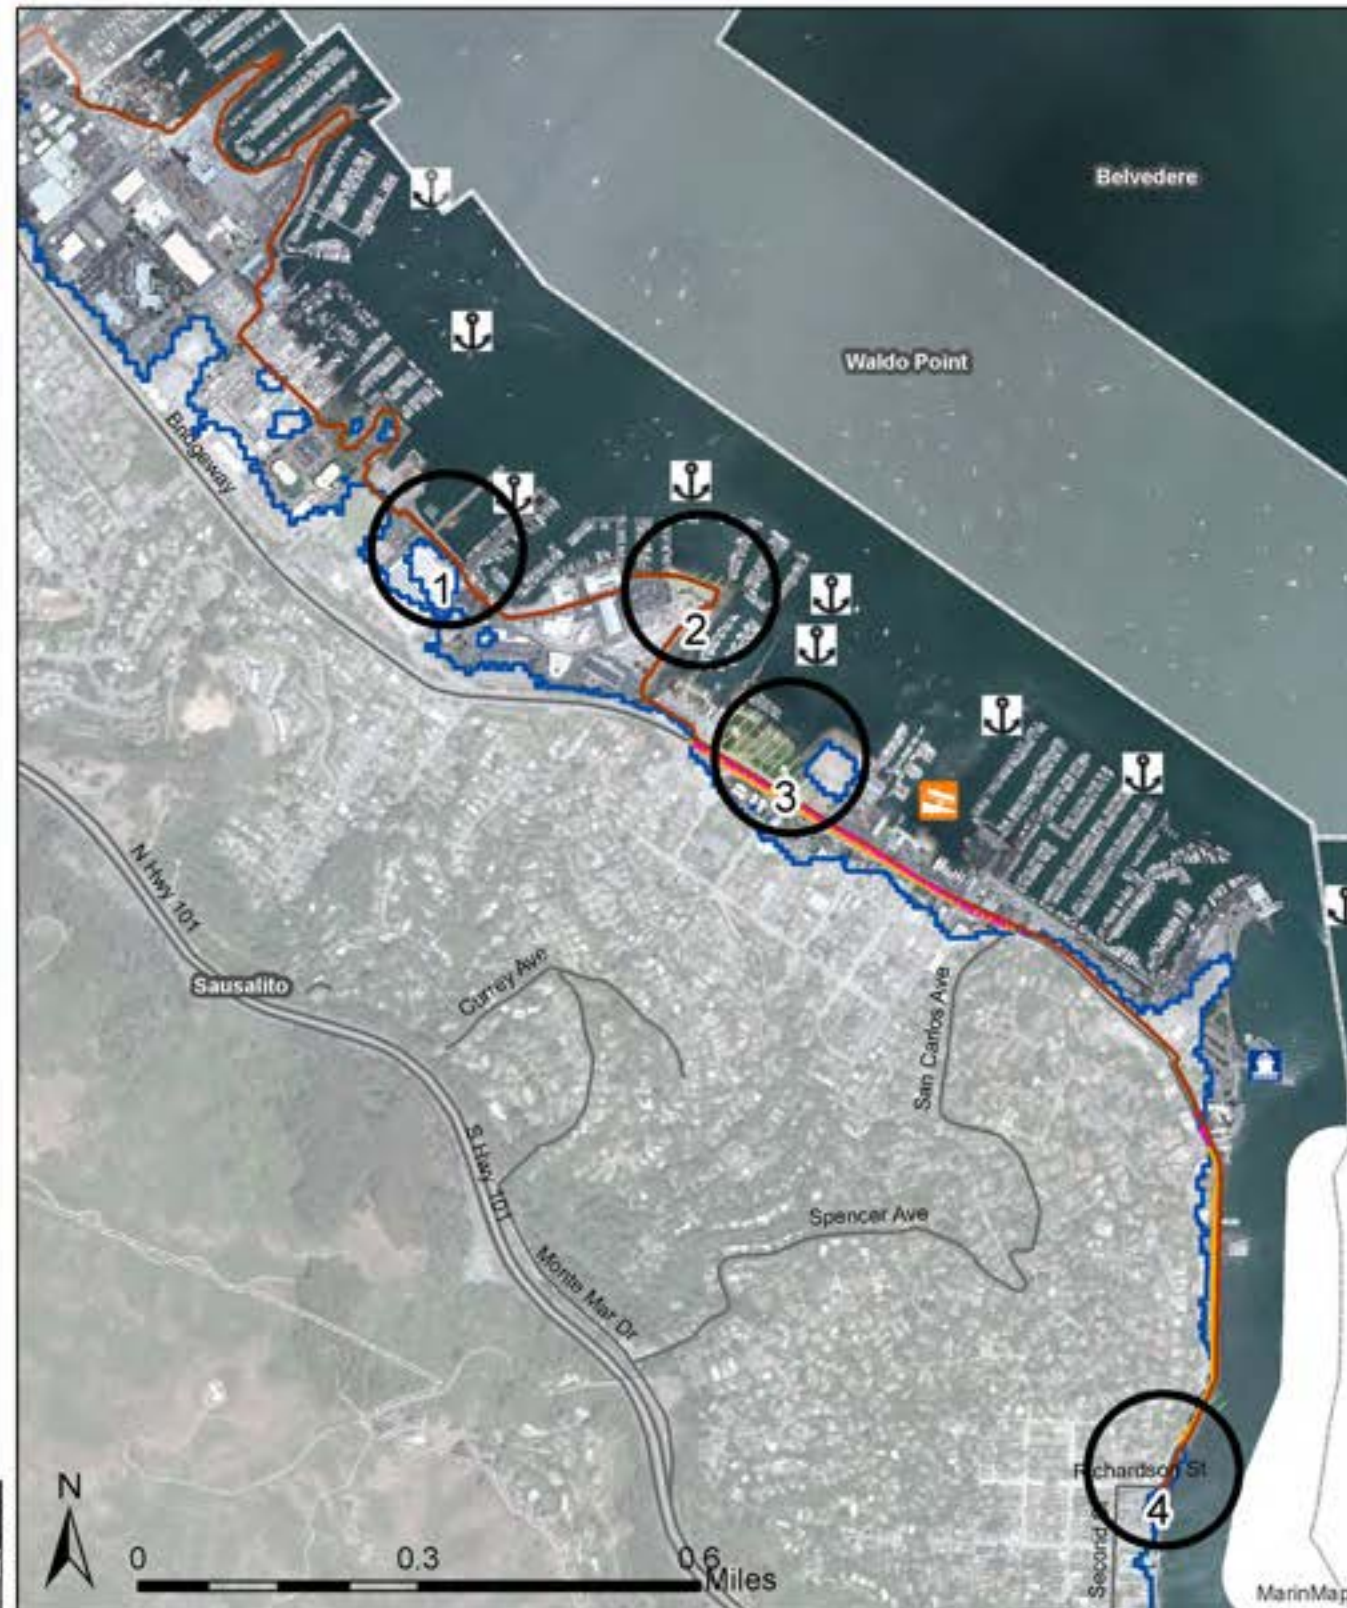 Belvedere
Waldo Point
Bridgeway
1
2
3
N Hwy 101
Sausalito
Currey Ave
San Carlos Ave
S Hwy 101
Spencer Ave
Monte Mar Dr
Richardson St
4
Second St
N
0 0.3 0.6
Miles
MarinMap